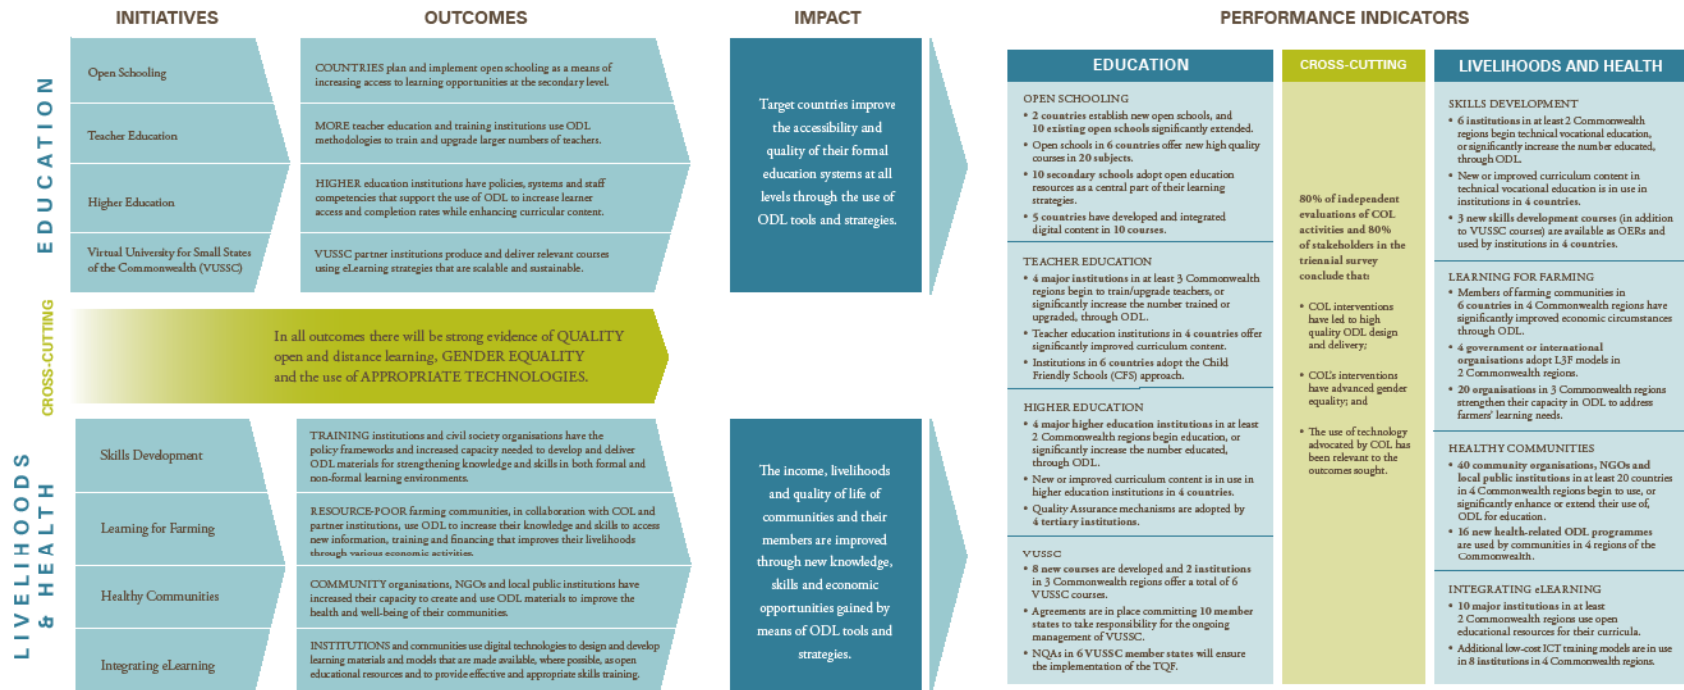 INITIATIVES
OUTCOMES
IMPACT
PERFORMANCE INDICATORS
EDUCATION
Open Schooling
COUNTRIES plan and implement open schooling as a means of
increasing access to learning opportunities at the secondary level.
Teacher Education
MORE teacher education and training institutions use ODL
methodologies to train and upgrade larger numbers of teachers.
Higher Education
HIGHER education institutions have policies, systems and staff
competencies that support the use of ODL to increase learner
access and completion rates while enhancing curricular content.
Virtual University for Small States
of the Commonwealth (VUSSC)
VUSSC partner institutions produce and deliver relevant courses
using eLearning strategies that are scalable and sustainable.
Target countries improve
the accessibility and
quality of their formal
education systems at all
levels through the use of
ODL tools and strategies.
CROSS-CUTTING
In all outcomes there will be strong evidence of QUALITY
open and distance learning, GENDER EQUALITY
and the use of APPROPRIATE TECHNOLOGIES.
LIVELIHOODS
& HEALTH
Skills Development
TRAINING institutions and civil society organisations have the
policy frameworks and increased capacity needed to develop and deliver
ODL materials for strengthening knowledge and skills in both formal and
non-formal learning environments.
Learning for Farming
RESOURCE-POOR farming communities, in collaboration with COL and
partner institutions, use ODL to increase their knowledge and skills to access
new information, training and financing that improves their livelihoods
through various economic activities.
Healthy Communities
COMMUNITY organisations, NGOs and local public institutions have
increased their capacity to create and use ODL materials to improve the
health and well-being of their communities.
Integrating eLearning
INSTITUTIONS and communities use digital technologies to design and develop
learning materials and models that are made available, where possible, as open
educational resources and to provide effective and appropriate skills training.
The income, livelihoods
and quality of life of
communities and their
members are improved
through new knowledge,
skills and economic
opportunities gained by
means of ODL tools and
strategies.
EDUCATION
OPEN SCHOOLING
• 2 countries establish new open schools, and
10 existing open schools significantly extended.
• Open schools in 6 countries offer new high quality
courses in 20 subjects.
• 10 secondary schools adopt open education
resources as a central part of their learning
strategies.
• 5 countries have developed and integrated
digital content in 10 courses.
TEACHER EDUCATION
• 4 major institutions in at least 3 Commonwealth
regions begin to train/upgrade teachers, or
significantly increase the number trained or
upgraded, through ODL.
• Teacher education institutions in 4 countries offer
significantly improved curriculum content.
• Institutions in 6 countries adopt the Child
Friendly Schools (CFS) approach.
HIGHER EDUCATION
• 4 major higher education institutions in at least
2 Commonwealth regions begin education, or
significantly increase the number educated,
through ODL.
• New or improved curriculum content is in use in
higher education institutions in 4 countries.
• Quality Assurance mechanisms are adopted by
4 tertiary institutions.
VUSSC
• 8 new courses are developed and 2 institutions
in 3 Commonwealth regions offer a total of 6
VUSSC courses.
• Agreements are in place committing 10 member
states to take responsibility for the ongoing
management of VUSSC.
• NQAs in 6 VUSSC member states will ensure
the implementation of the TQF.
CROSS-CUTTING
80% of independent
evaluations of COL
activities and 80%
of stakeholders in the
triennial survey
conclude that:
• COL interventions
have led to high
quality ODL design
and delivery;
• COL's interventions
have advanced gender
equality; and
• The use of technology
advocated by COL has
been relevant to the
outcomes sought.
LIVELIHOODS AND HEALTH
SKILLS DEVELOPMENT
• 6 institutions in at least 2 Commonwealth
regions begin technical vocational education,
or significantly increase the number educated,
through ODL.
• New or improved curriculum content in
technical vocational education is in use in
institutions in 4 countries.
• 3 new skills development courses (in addition
to VUSSC courses) are available as OERs and
used by institutions in 4 countries.
LEARNING FOR FARMING
• Members of farming communities in
6 countries in 4 Commonwealth regions have
significantly improved economic circumstances
through ODL.
• 4 government or international
organisations adopt L3F models in
2 Commonwealth regions.
• 20 organisations in 3 Commonwealth regions
strengthen their capacity in ODL to address
farmers' learning needs.
HEALTHY COMMUNITIES
• 40 community organisations, NGOs and
local public institutions in at least 20 countries
in 4 Commonwealth regions begin to use, or
significantly enhance or extend their use of,
ODL for education.
• 16 new health-related ODL programmes
are used by communities in 4 regions of the
Commonwealth.
INTEGRATING eLEARNING
• 10 major institutions in at least
2 Commonwealth regions use open
educational resources for their curricula.
• Additional low-cost ICT training models are in use
in 8 institutions in 4 Commonwealth regions.